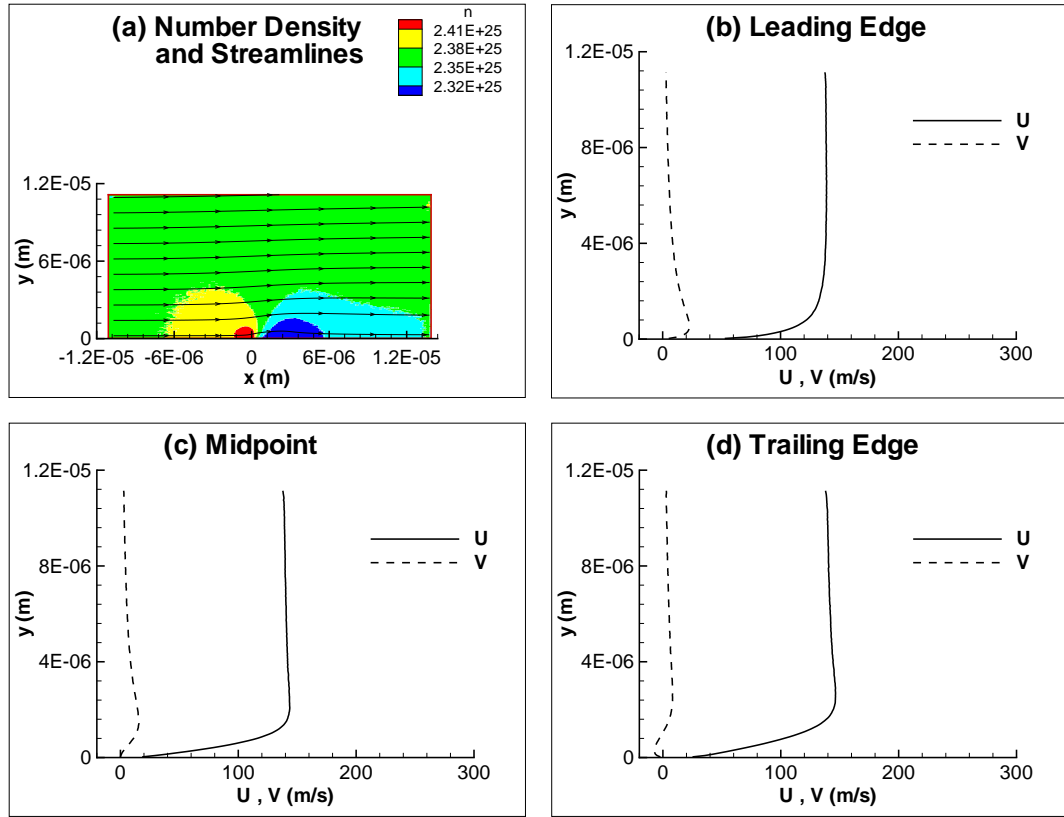 (a) Number Density
and Streamlines
n
2.41E+25
2.38E+25
2.35E+25
2.32E+25
1.2E-05
6E-06
0
y (m)
-1.2E-05 -6E-06 0 6E-06 1.2E-05
x (m)
(b) Leading Edge
1.2E-05
8E-06
4E-06
0
y (m)
U
V
0 100 200 300
U , V (m/s)
(c) Midpoint
1.2E-05
8E-06
4E-06
0
y (m)
U
V
0 100 200 300
U , V (m/s)
(d) Trailing Edge
1.2E-05
8E-06
4E-06
0
y (m)
U
V
0 100 200 300
U , V (m/s)